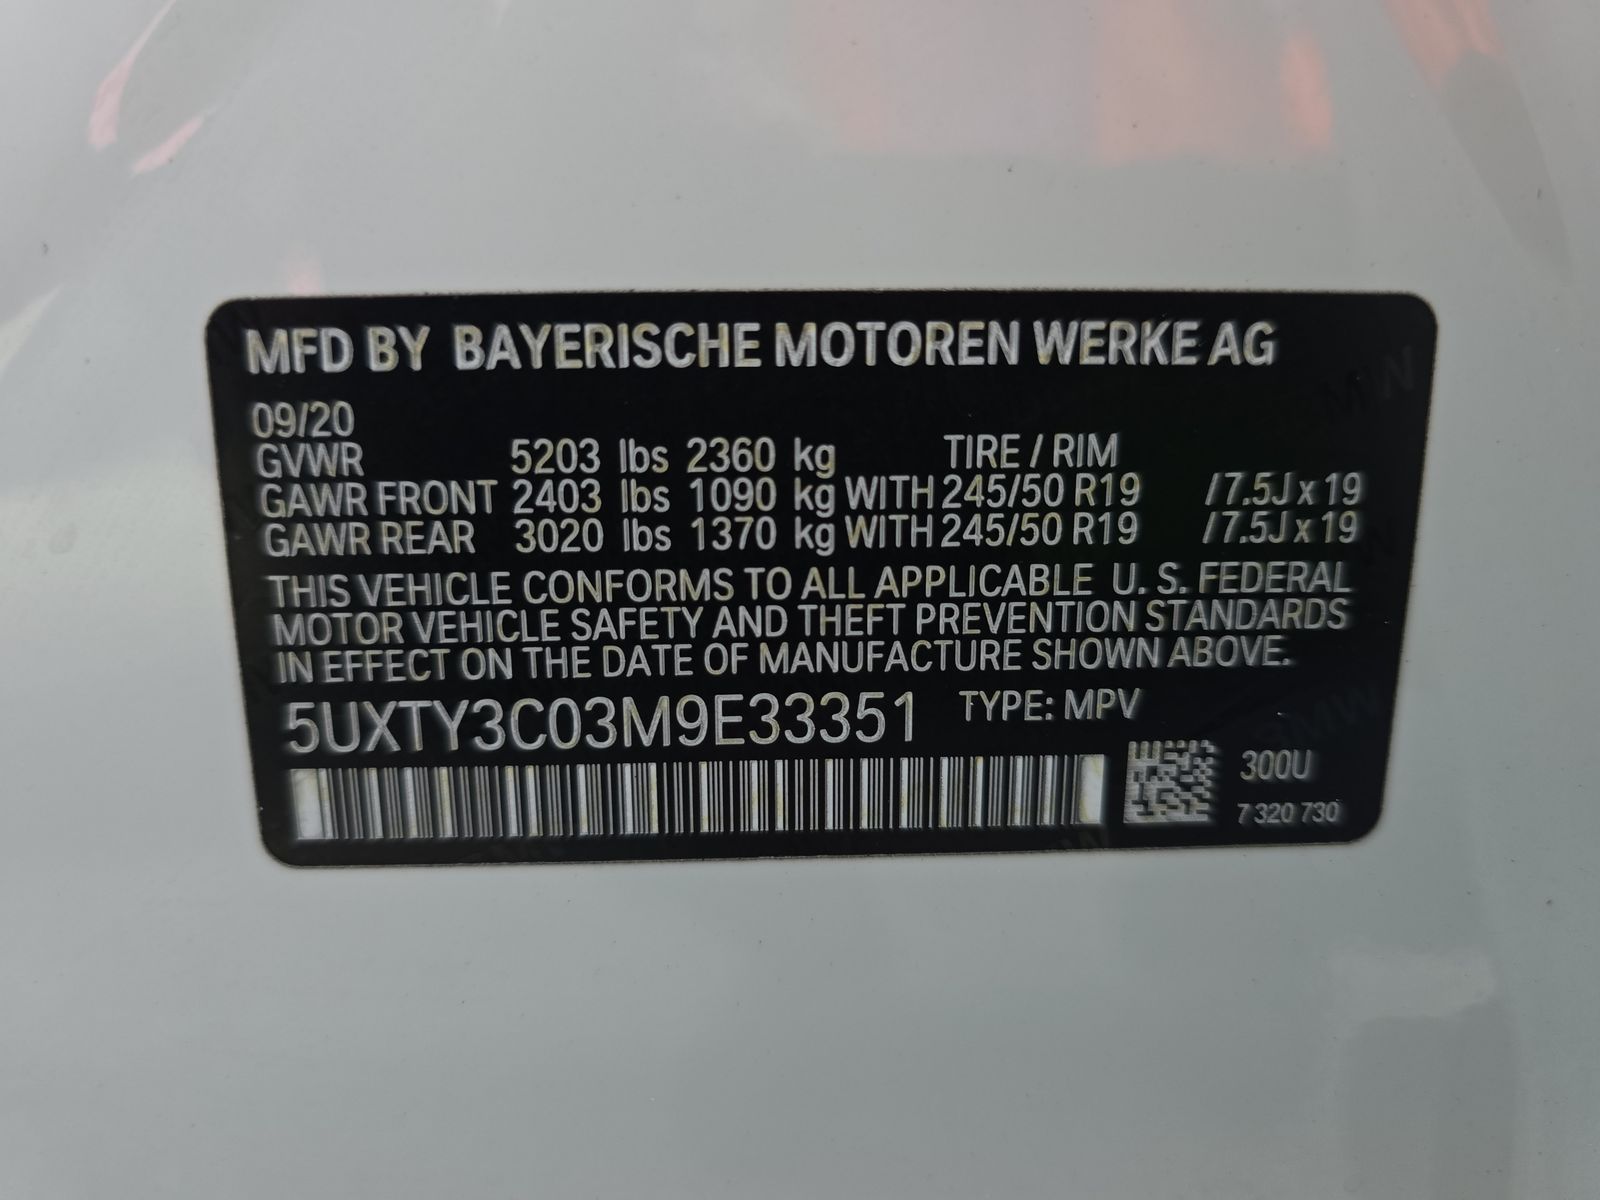 MFD BY BAYERISCHE MOTOREN WERKE AG
09/20
GVWR 5203 lbs 2360 kg TIRE / RIM
GAWR FRONT 2403 lbs 1090 kg WITH 245/50 R19 / 7.5J x 19
GAWR REAR 3020 lbs 1370 kg WITH 245/50 R19 / 7.5J x 19
THIS VEHICLE CONFORMS TO ALL APPLICABLE U. S. FEDERAL
MOTOR VEHICLE SAFETY AND THEFT PREVENTION STANDARDS
IN EFFECT ON THE DATE OF MANUFACTURE SHOWN ABOVE.
5UXTY3C03M9E33351 TYPE: MPV
300U
7 320 730